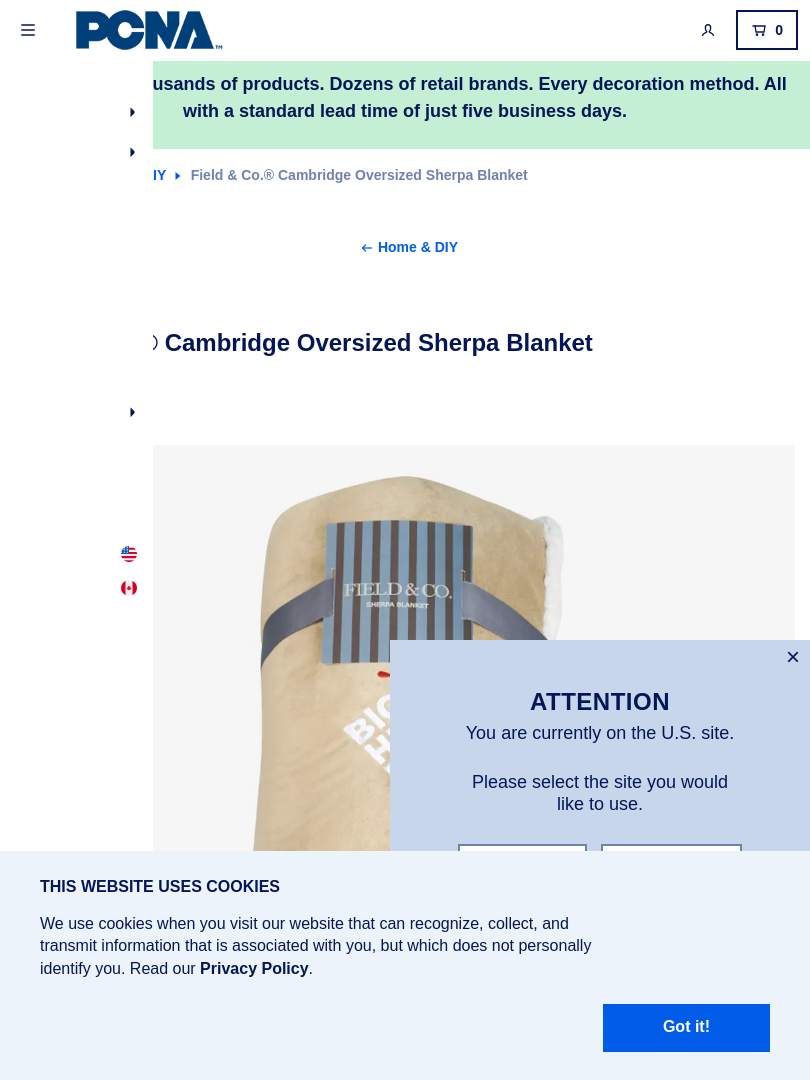 PCNA™
0
usands of products. Dozens of retail brands. Every decoration method. All
with a standard lead time of just five business days.
IY
Field & Co.® Cambridge Oversized Sherpa Blanket
Home & DIY
Cambridge Oversized Sherpa Blanket
FIELD & CO.
SHERPA BLANKET
ATTENTION
You are currently on the U.S. site.
Please select the site you would
like to use.
THIS WEBSITE USES COOKIES
We use cookies when you visit our website that can recognize, collect, and
transmit information that is associated with you, but which does not personally
identify you. Read our Privacy Policy.
Got it!